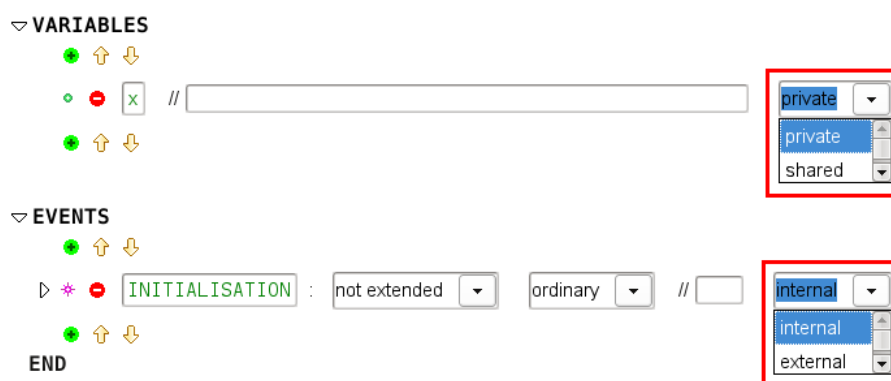 VARIABLES
x // private
private
shared
EVENTS
INITIALISATION : not extended ordinary // internal
internal
external
END